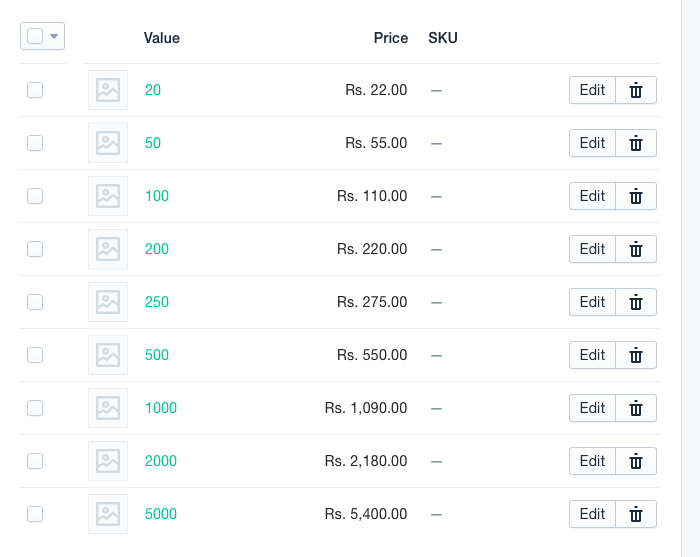 Value Price SKU
20 Rs. 22.00 — Edit
50 Rs. 55.00 — Edit
100 Rs. 110.00 — Edit
200 Rs. 220.00 — Edit
250 Rs. 275.00 — Edit
500 Rs. 550.00 — Edit
1000 Rs. 1,090.00 — Edit
2000 Rs. 2,180.00 — Edit
5000 Rs. 5,400.00 — Edit